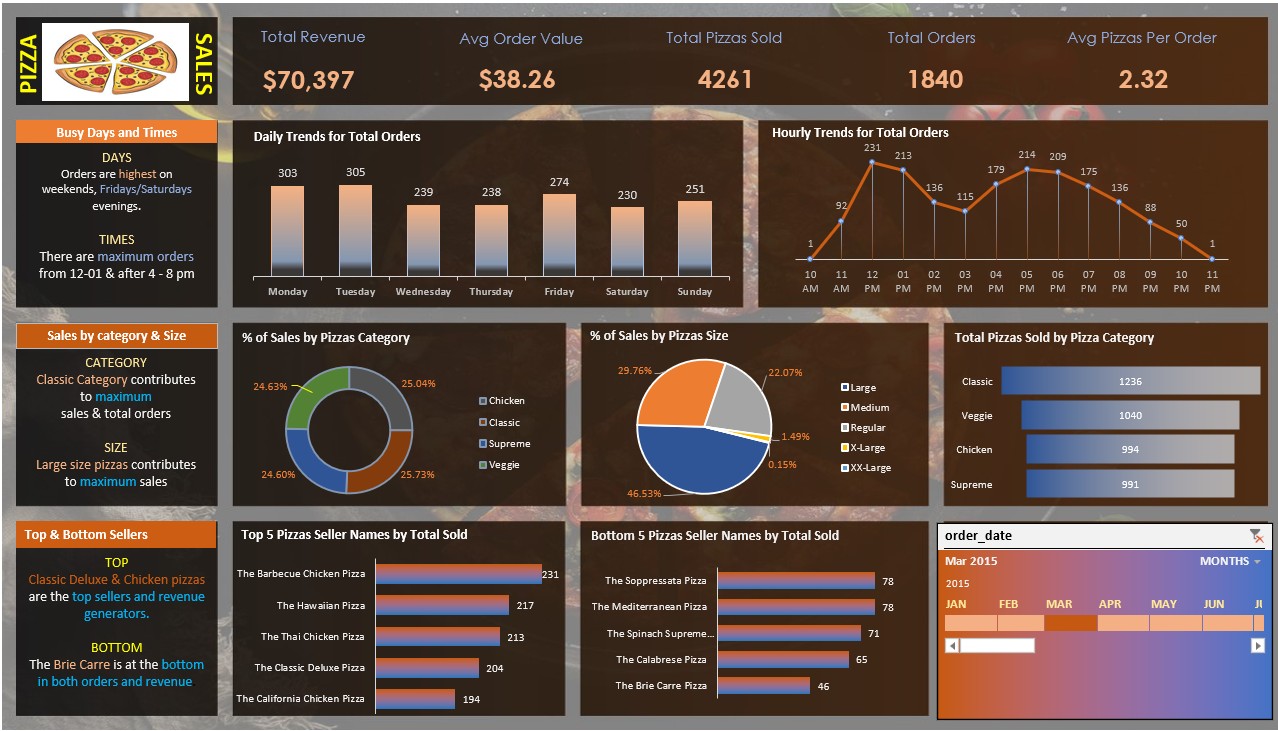 PIZZA
SALES
Total Revenue
$70,397
Avg Order Value
$38.26
Total Pizzas Sold
4261
Total Orders
1840
Avg Pizzas Per Order
2.32
Busy Days and Times
DAYS
Orders are highest on
weekends, Fridays/Saturdays
evenings.
TIMES
There are maximum orders
from 12-01 & after 4 - 8 pm
Daily Trends for Total Orders
303
305
239
238
274
230
251
Monday
Tuesday
Wednesday
Thursday
Friday
Saturday
Sunday
Hourly Trends for Total Orders
1
92
231
213
136
115
179
214
209
175
136
88
50
1
10 AM
11 AM
12 PM
01 PM
02 PM
03 PM
04 PM
05 PM
06 PM
07 PM
08 PM
09 PM
10 PM
11 PM
Sales by category & Size
CATEGORY
Classic Category contributes
to maximum
sales & total orders
SIZE
Large size pizzas contributes
to maximum sales
% of Sales by Pizzas Category
24.63%
25.04%
24.60%
25.73%
Chicken
Classic
Supreme
Veggie
% of Sales by Pizzas Size
29.76%
22.07%
1.49%
0.15%
46.53%
Large
Medium
Regular
X-Large
XX-Large
Total Pizzas Sold by Pizza Category
Classic 1236
Veggie 1040
Chicken 994
Supreme 991
Top & Bottom Sellers
TOP
Classic Deluxe & Chicken pizzas
are the top sellers and revenue
generators.
BOTTOM
The Brie Carre is at the bottom
in both orders and revenue
Top 5 Pizzas Seller Names by Total Sold
The Barbecue Chicken Pizza 231
The Hawaiian Pizza 217
The Thai Chicken Pizza 213
The Classic Deluxe Pizza 204
The California Chicken Pizza 194
Bottom 5 Pizzas Seller Names by Total Sold
The Soppressata Pizza 78
The Mediterranean Pizza 78
The Spinach Supreme... 71
The Calabrese Pizza 65
The Brie Carre Pizza 46
order_date
Mar 2015 MONTHS
2015
JAN FEB MAR APR MAY JUN